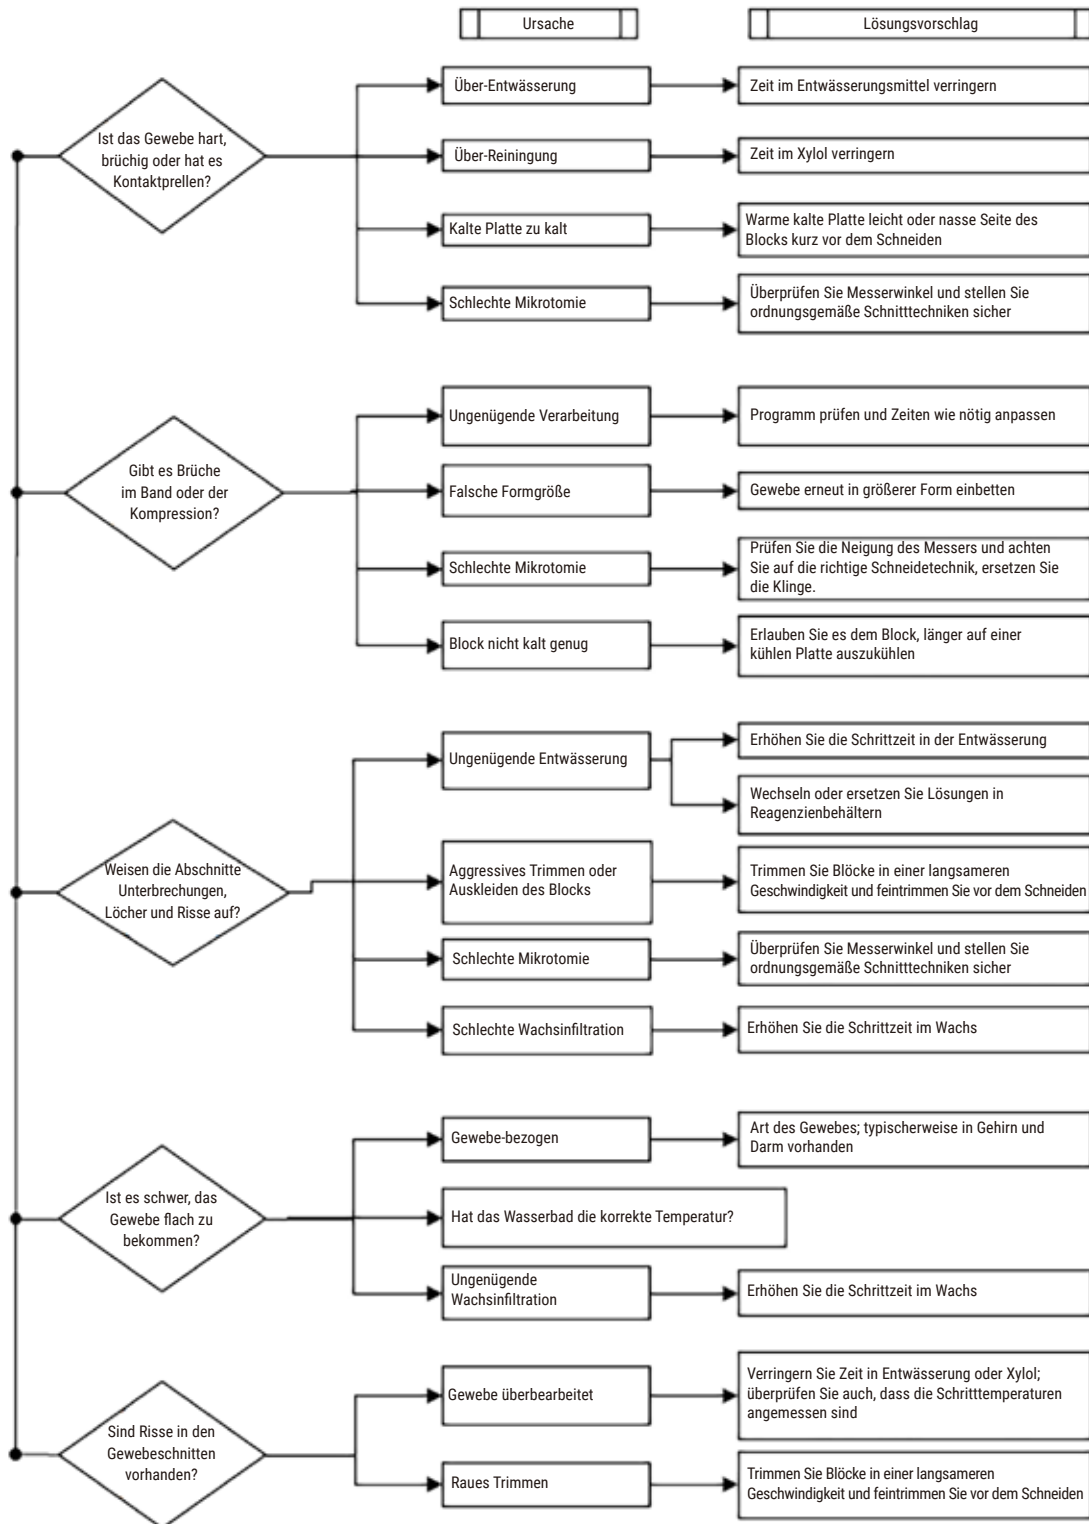 Ursache
Lösungsvorschlag
Ist das Gewebe hart,
brüchig oder hat es
Kontaktprellen?
Über-Entwässerung
Zeit im Entwässerungsmittel verringern
Über-Reiningung
Zeit im Xylol verringern
Kalte Platte zu kalt
Warme kalte Platte leicht oder nasse Seite des
Blocks kurz vor dem Schneiden
Schlechte Mikrotomie
Überprüfen Sie Messerwinkel und stellen Sie
ordnungsgemäße Schnitttechniken sicher
Gibt es Brüche
im Band oder der
Kompression?
Ungenügende Verarbeitung
Programm prüfen und Zeiten wie nötig anpassen
Falsche Formgröße
Gewebe erneut in größerer Form einbetten
Schlechte Mikrotomie
Prüfen Sie die Neigung des Messers und achten
Sie auf die richtige Schneidetechnik, ersetzen Sie
die Klinge.
Block nicht kalt genug
Erlauben Sie es dem Block, länger auf einer
kühlen Platte auszukühlen
Weisen die Abschnitte
Unterbrechungen,
Löcher und Risse auf?
Ungenügende Entwässerung
Erhöhen Sie die Schrittzeit in der Entwässerung
Wechseln oder ersetzen Sie Lösungen in
Reagenzienbehältern
Aggressives Trimmen oder
Auskleiden des Blocks
Trimmen Sie Blöcke in einer langsameren
Geschwindigkeit und feintrimmen Sie vor dem Schneiden
Schlechte Mikrotomie
Überprüfen Sie Messerwinkel und stellen Sie
ordnungsgemäße Schnitttechniken sicher
Schlechte Wachsinfiltration
Erhöhen Sie die Schrittzeit im Wachs
Ist es schwer, das
Gewebe flach zu
bekommen?
Gewebe-bezogen
Art des Gewebes; typischerweise in Gehirn und
Darm vorhanden
Hat das Wasserbad die korrekte Temperatur?
Ungenügende
Wachsinfiltration
Erhöhen Sie die Schrittzeit im Wachs
Sind Risse in den
Gewebeschnitten
vorhanden?
Gewebe überbearbeitet
Verringern Sie Zeit in Entwässerung oder Xylol;
überprüfen Sie auch, dass die Schritttemperaturen
angemessen sind
Raues Trimmen
Trimmen Sie Blöcke in einer langsameren
Geschwindigkeit und feintrimmen Sie vor dem Schneiden